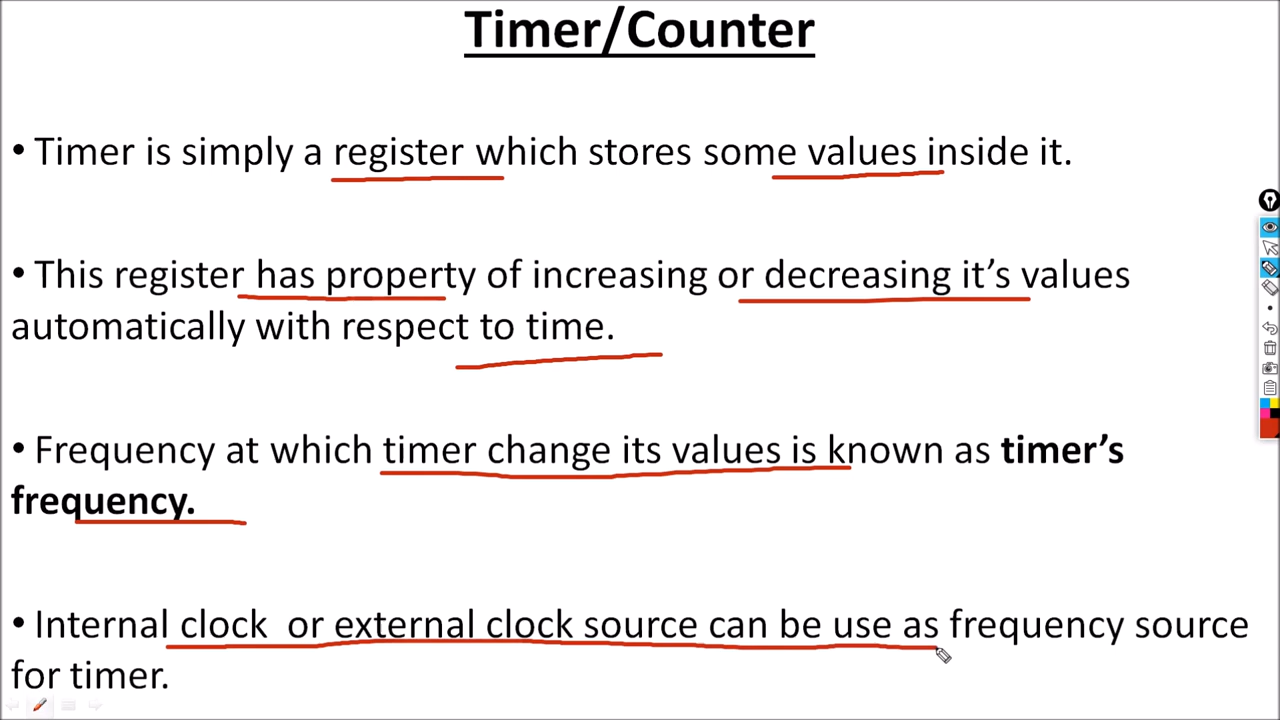 Timer/Counter
• Timer is simply a register which stores some values inside it.
• This register has property of increasing or decreasing it’s values
automatically with respect to time.
• Frequency at which timer change its values is known as timer’s
frequency.
• Internal clock or external clock source can be use as frequency source
for timer.